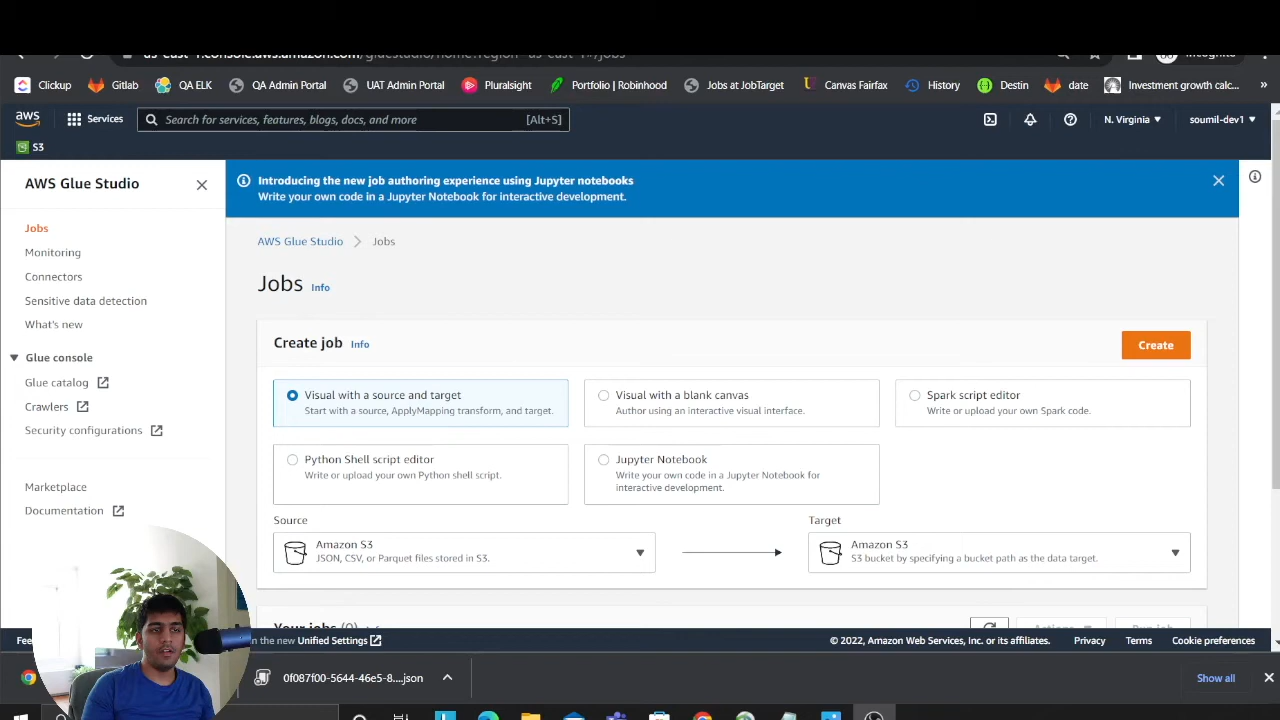 Clickup Gitlab QA ELK QA Admin Portal UAT Admin Portal Pluralsight Portfolio | Robinhood Jobs at JobTarget Canvas Fairfax History Destin date Investment growth calc... »
aws Services Search for services, features, blogs, docs, and more [Alt+S] N. Virginia soumil-dev1
S3
AWS Glue Studio
Jobs
Monitoring
Connectors
Sensitive data detection
What's new
Glue console
Glue catalog
Crawlers
Security configurations
Marketplace
Documentation
Introducing the new job authoring experience using Jupyter notebooks
Write your own code in a Jupyter Notebook for interactive development.
AWS Glue Studio > Jobs
Jobs Info
Create job Info
Create
Visual with a source and target
Start with a source, ApplyMapping transform, and target.
Visual with a blank canvas
Author using an interactive visual interface.
Spark script editor
Write or upload your own Spark code.
Python Shell script editor
Write or upload your own Python shell script.
Jupyter Notebook
Write your own code in a Jupyter Notebook for
interactive development.
Source
Amazon S3
JSON, CSV, or Parquet files stored in S3.
Target
Amazon S3
S3 bucket by specifying a bucket path as the data target.
Your jobs (0)
n the new Unified Settings © 2022, Amazon Web Services, Inc. or its affiliates. Privacy Terms Cookie preferences
0f087f00-5644-46e5-8....json Show all